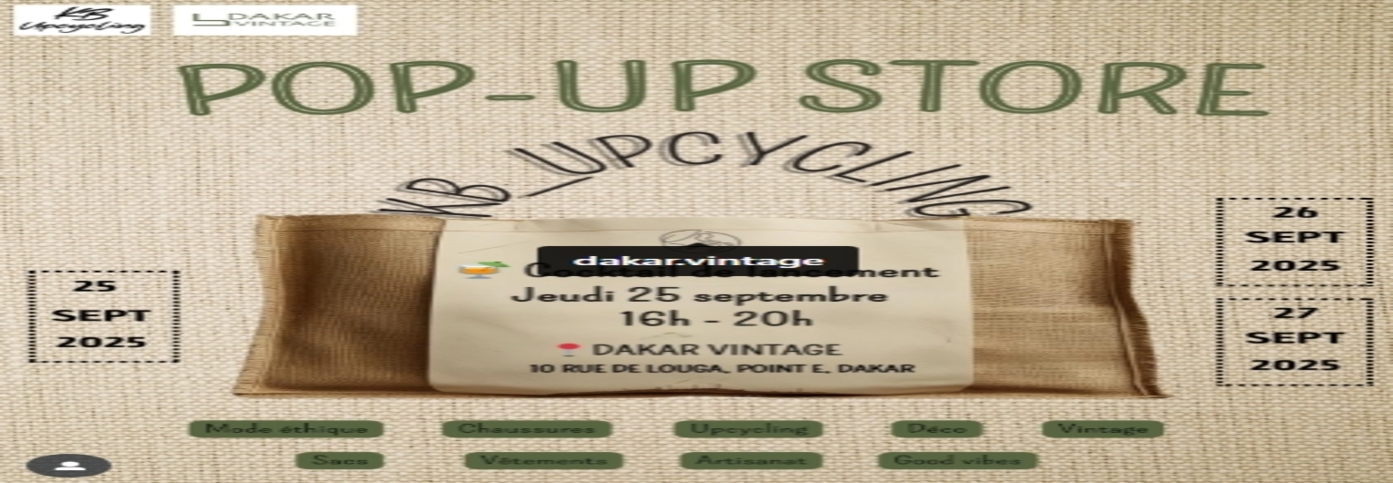 KB
Upcycling
DAKAR
VINTAGE
POP-UP STORE
KB_UPCYCLING
dakar.vintage
Cocktail de lancement
Jeudi 25 septembre
16h - 20h
DAKAR VINTAGE
10 RUE DE LOUGA, POINT E, DAKAR
25
SEPT
2025
26
SEPT
2025
27
SEPT
2025
Mode éthique
Chaussures
Upcycling
Déco
Vintage
Sacs
Vêtements
Artisanat
Good vibes